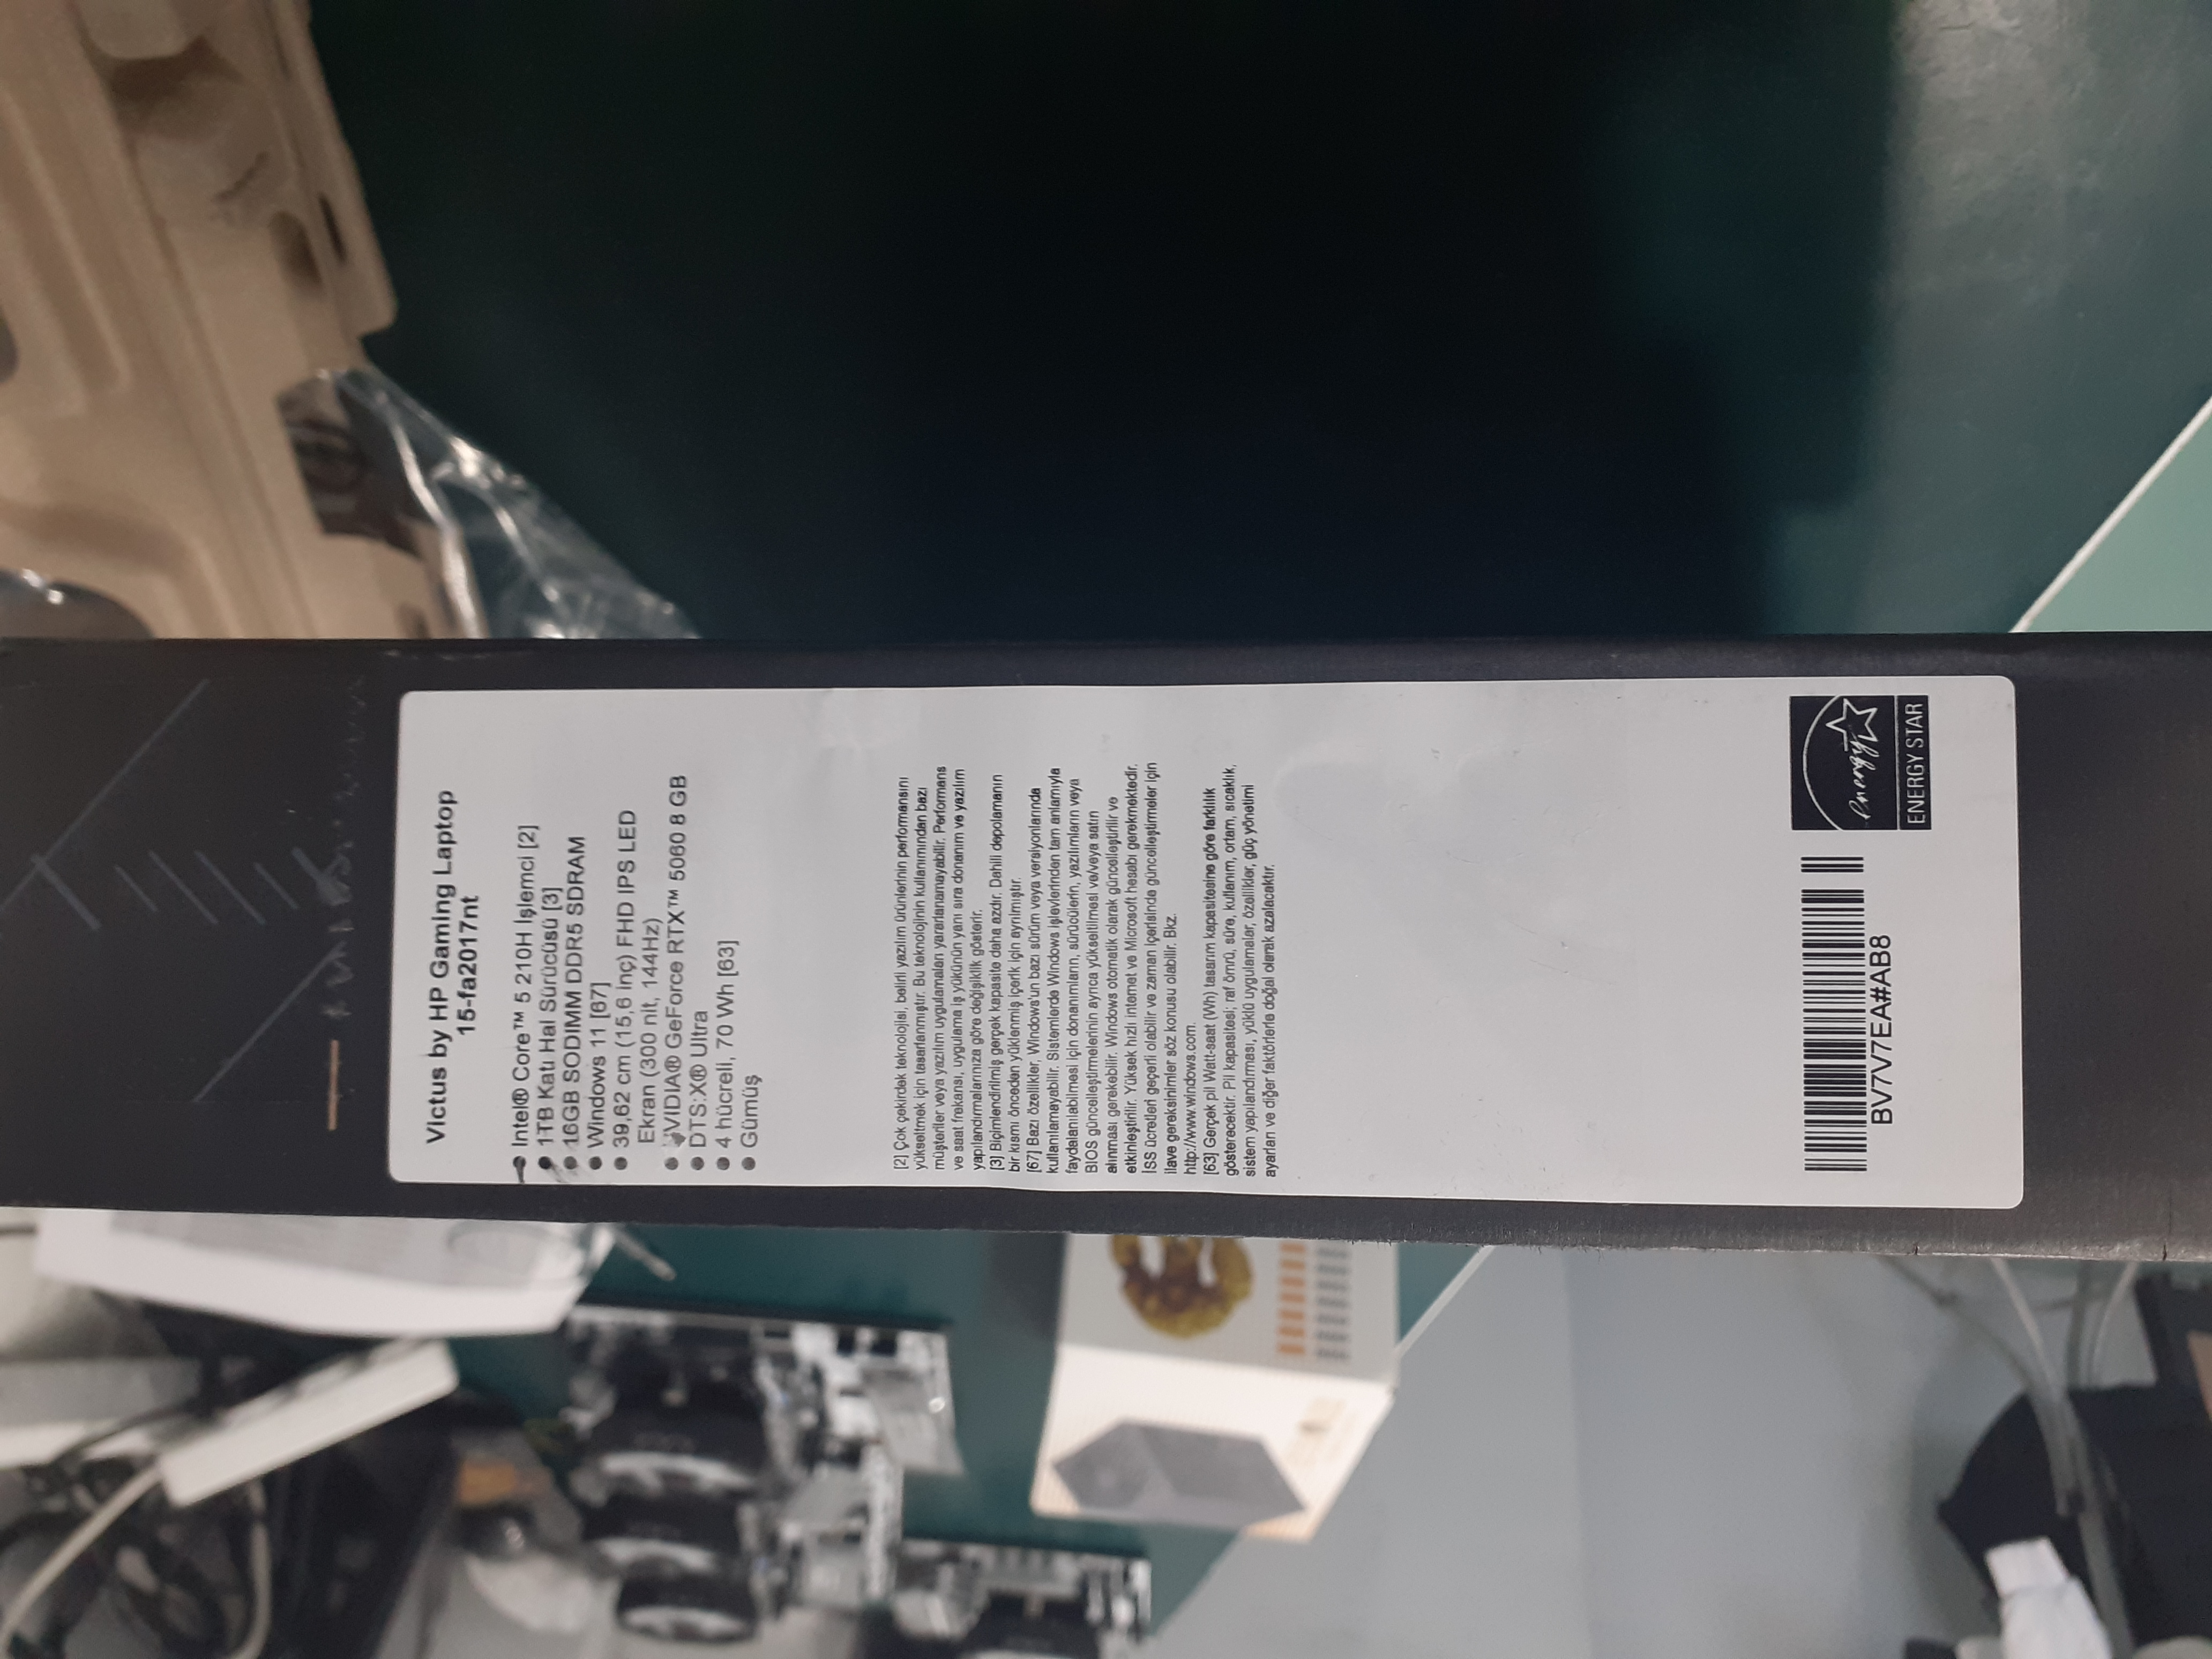 Victus by HP Gaming Laptop
15-fa2017nt
● Intel® Core™ 5 210H İşlemci [2]
● 1TB Katı Hal Sürücüsü [3]
● 16GB SODIMM DDR5 SDRAM
● Windows 11 [67]
● 39,62 cm (15,6 inç) FHD IPS LED
Ekran (300 nit, 144Hz)
● NVIDIA® GeForce RTX™ 5060 8 GB
● DTS:X® Ultra
● 4 hücreli, 70 Wh [63]
● Gümüş
[2] Çok çekirdek teknolojisi, belirli yazılım ürünlerinin performansını
yükseltmek için tasarlanmıştır. Bu teknolojinin kullanımından bazı
müşteriler veya yazılım uygulamaları yararlanamayabilir. Performans
ve saat frekansı, uygulama iş yükünün yanı sıra donanım ve yazılım
yapılandırmalarınıza göre değişiklik gösterir.
[3] Biçimlendirilmiş gerçek kapasite daha azdır. Dahili depolamanın
bir kısmı önceden yüklenmiş içerik için ayrılmıştır.
[67] Bazı özellikler, Windows'un bazı sürüm veya versiyonlarında
kullanılamayabilir. Sistemlerde Windows işlevlerinden tam anlamıyla
faydalanılabilmesi için donanımların, sürücülerin, yazılımların veya
BIOS güncelleştirmelerinin ayrıca yükseltilmesi ve/veya satın
alınması gerekebilir. Windows otomatik olarak güncelleştirilir ve
etkinleştirilir. Yüksek hızlı internet ve Microsoft hesabı gerekmektedir.
ISS ücretleri geçerli olabilir ve zaman içerisinde güncelleştirmeler için
ilave gereksinimler söz konusu olabilir. Bkz.
http://www.windows.com.
[63] Gerçek pil Watt-saat (Wh) tasarım kapasitesine göre farklılık
gösterecektir. Pil kapasitesi; raf ömrü, süre, kullanım, ortam, sıcaklık,
sistem yapılandırması, yüklü uygulamalar, özellikler, güç yönetimi
ayarları ve diğer faktörlerle doğal olarak azalacaktır.
BV7V7EA#AB8
energy
ENERGY STAR